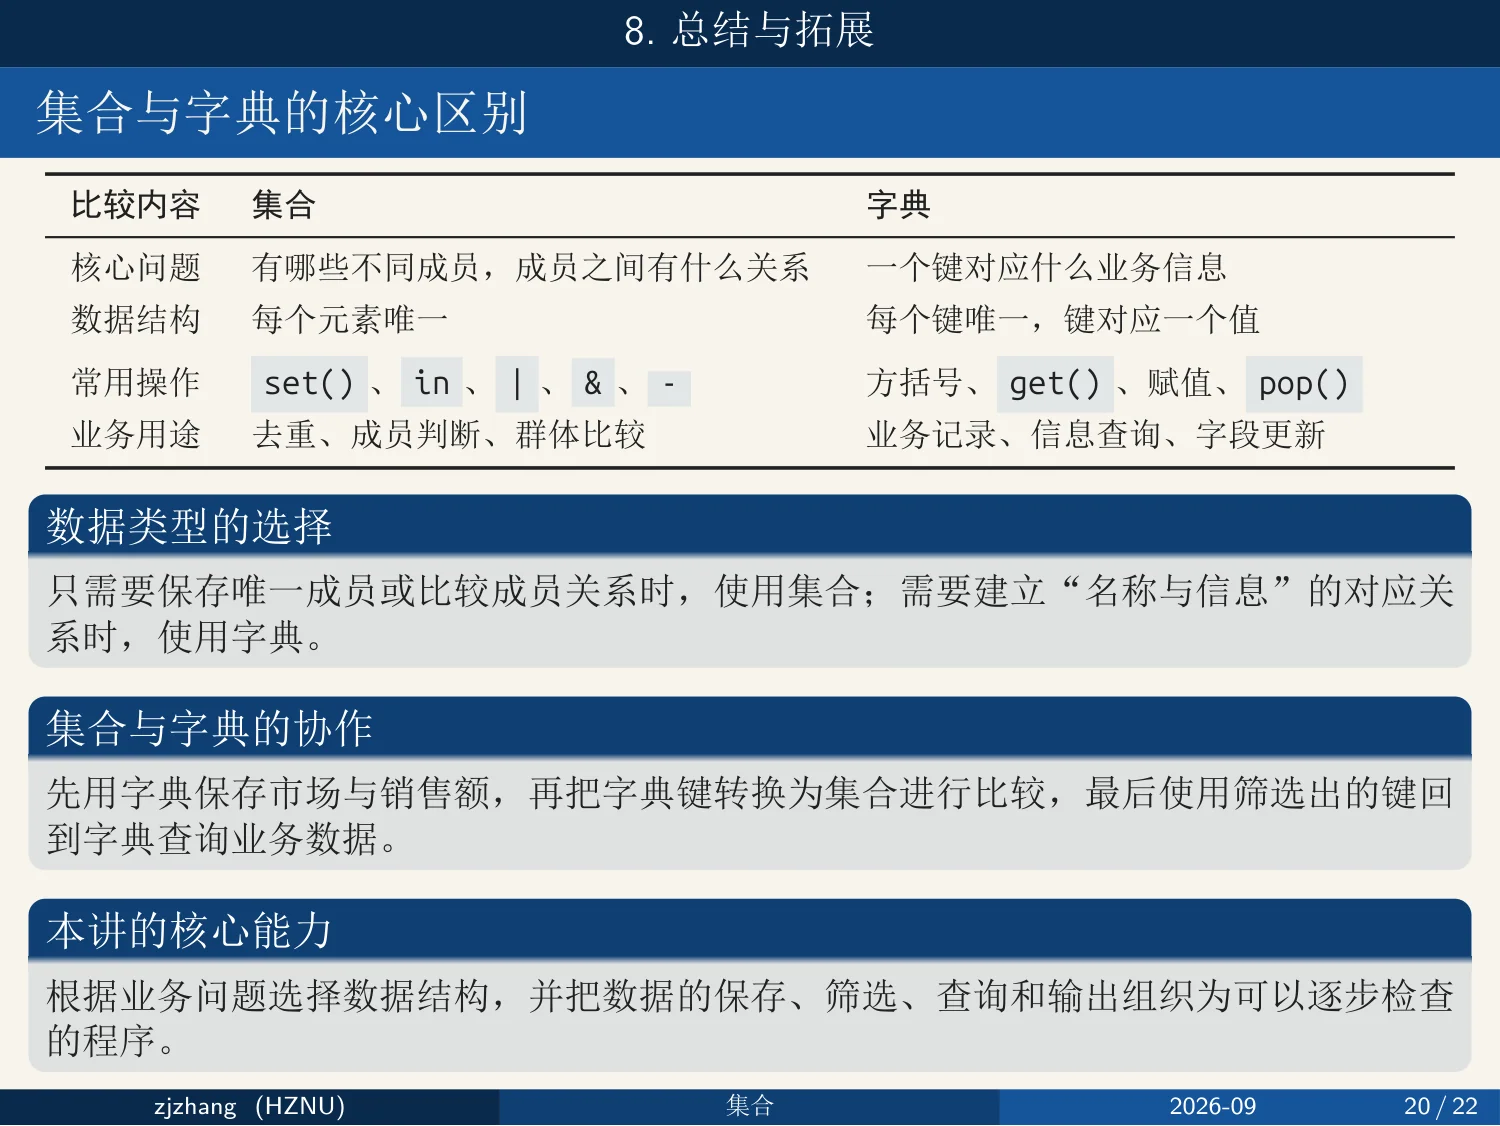 8. 总结与拓展
集合与字典的核心区别
比较内容 集合 字典
核心问题 有哪些不同成员，成员之间有什么关系 一个键对应什么业务信息
数据结构 每个元素唯一 每个键唯一，键对应一个值
常用操作 set()、in、|、&、- 方括号、get()、赋值、pop()
业务用途 去重、成员判断、群体比较 业务记录、信息查询、字段更新
数据类型的选择
只需要保存唯一成员或比较成员关系时，使用集合；需要建立“名称与信息”的对应关
系时，使用字典。
集合与字典的协作
先用字典保存市场与销售额，再把字典键转换为集合进行比较，最后使用筛选出的键回
到字典查询业务数据。
本讲的核心能力
根据业务问题选择数据结构，并把数据的保存、筛选、查询和输出组织为可以逐步检查
的程序。
zjzhang (HZNU) 集合 2026-09 20 / 22